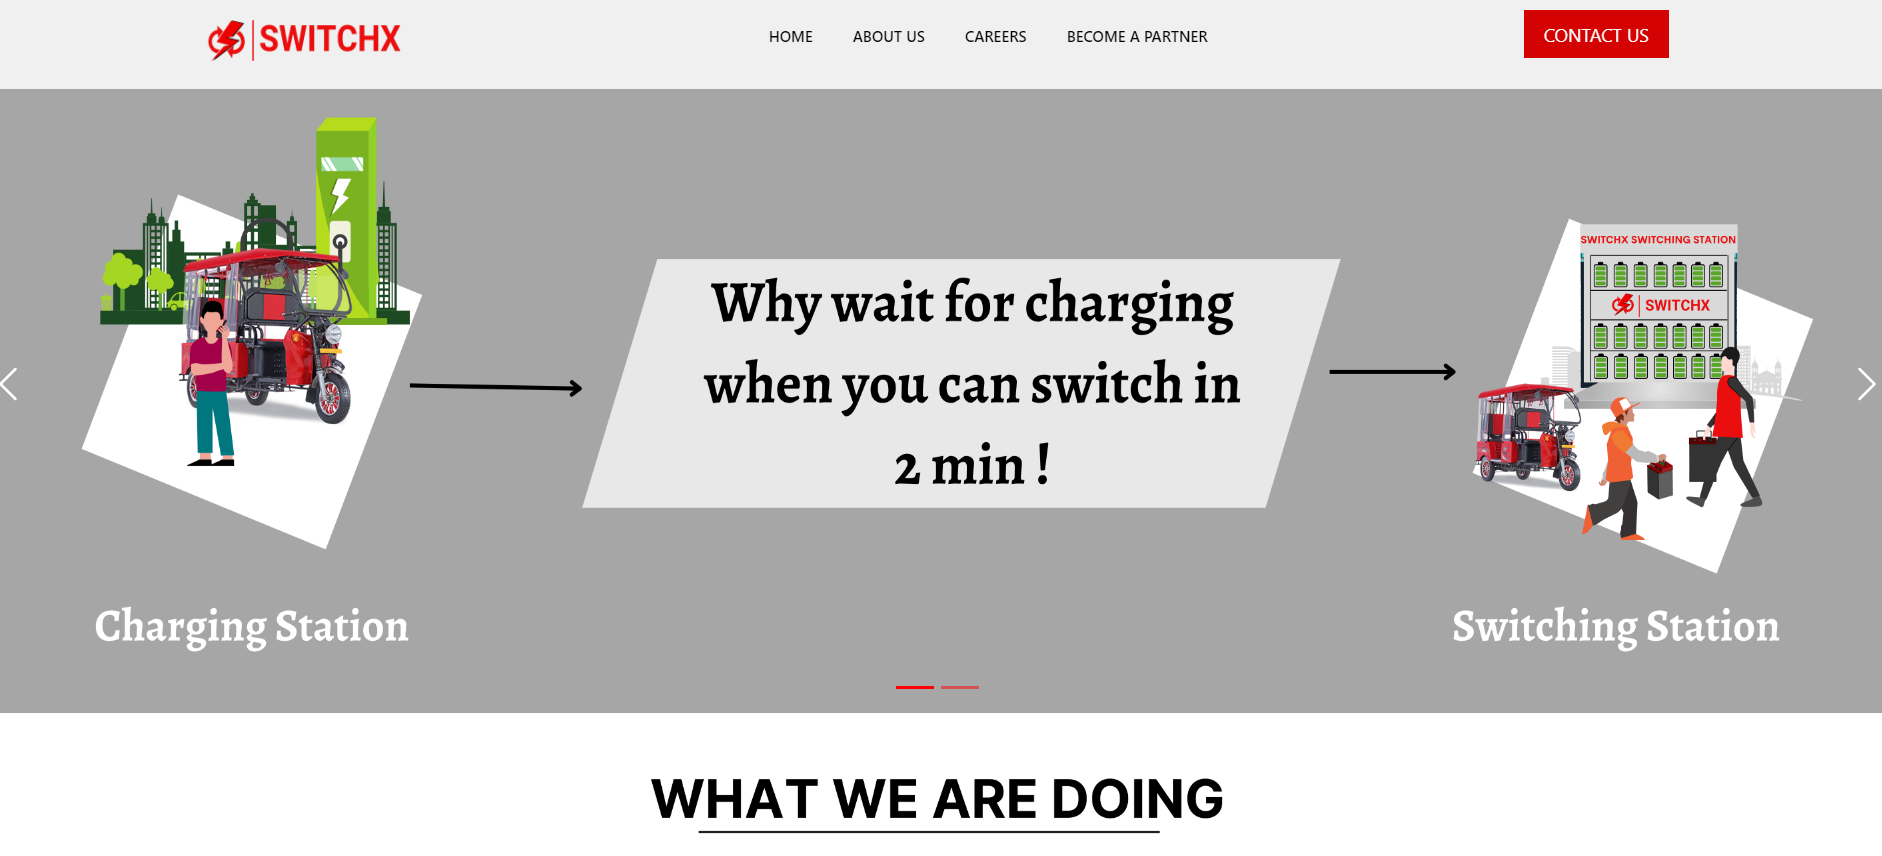 SWITCHX
HOME
ABOUT US
CAREERS
BECOME A PARTNER
CONTACT US
Why wait for charging
when you can switch in
2 min !
SWITCHX SWITCHING STATION
SWITCHX
Charging Station
Switching Station
WHAT WE ARE DOING